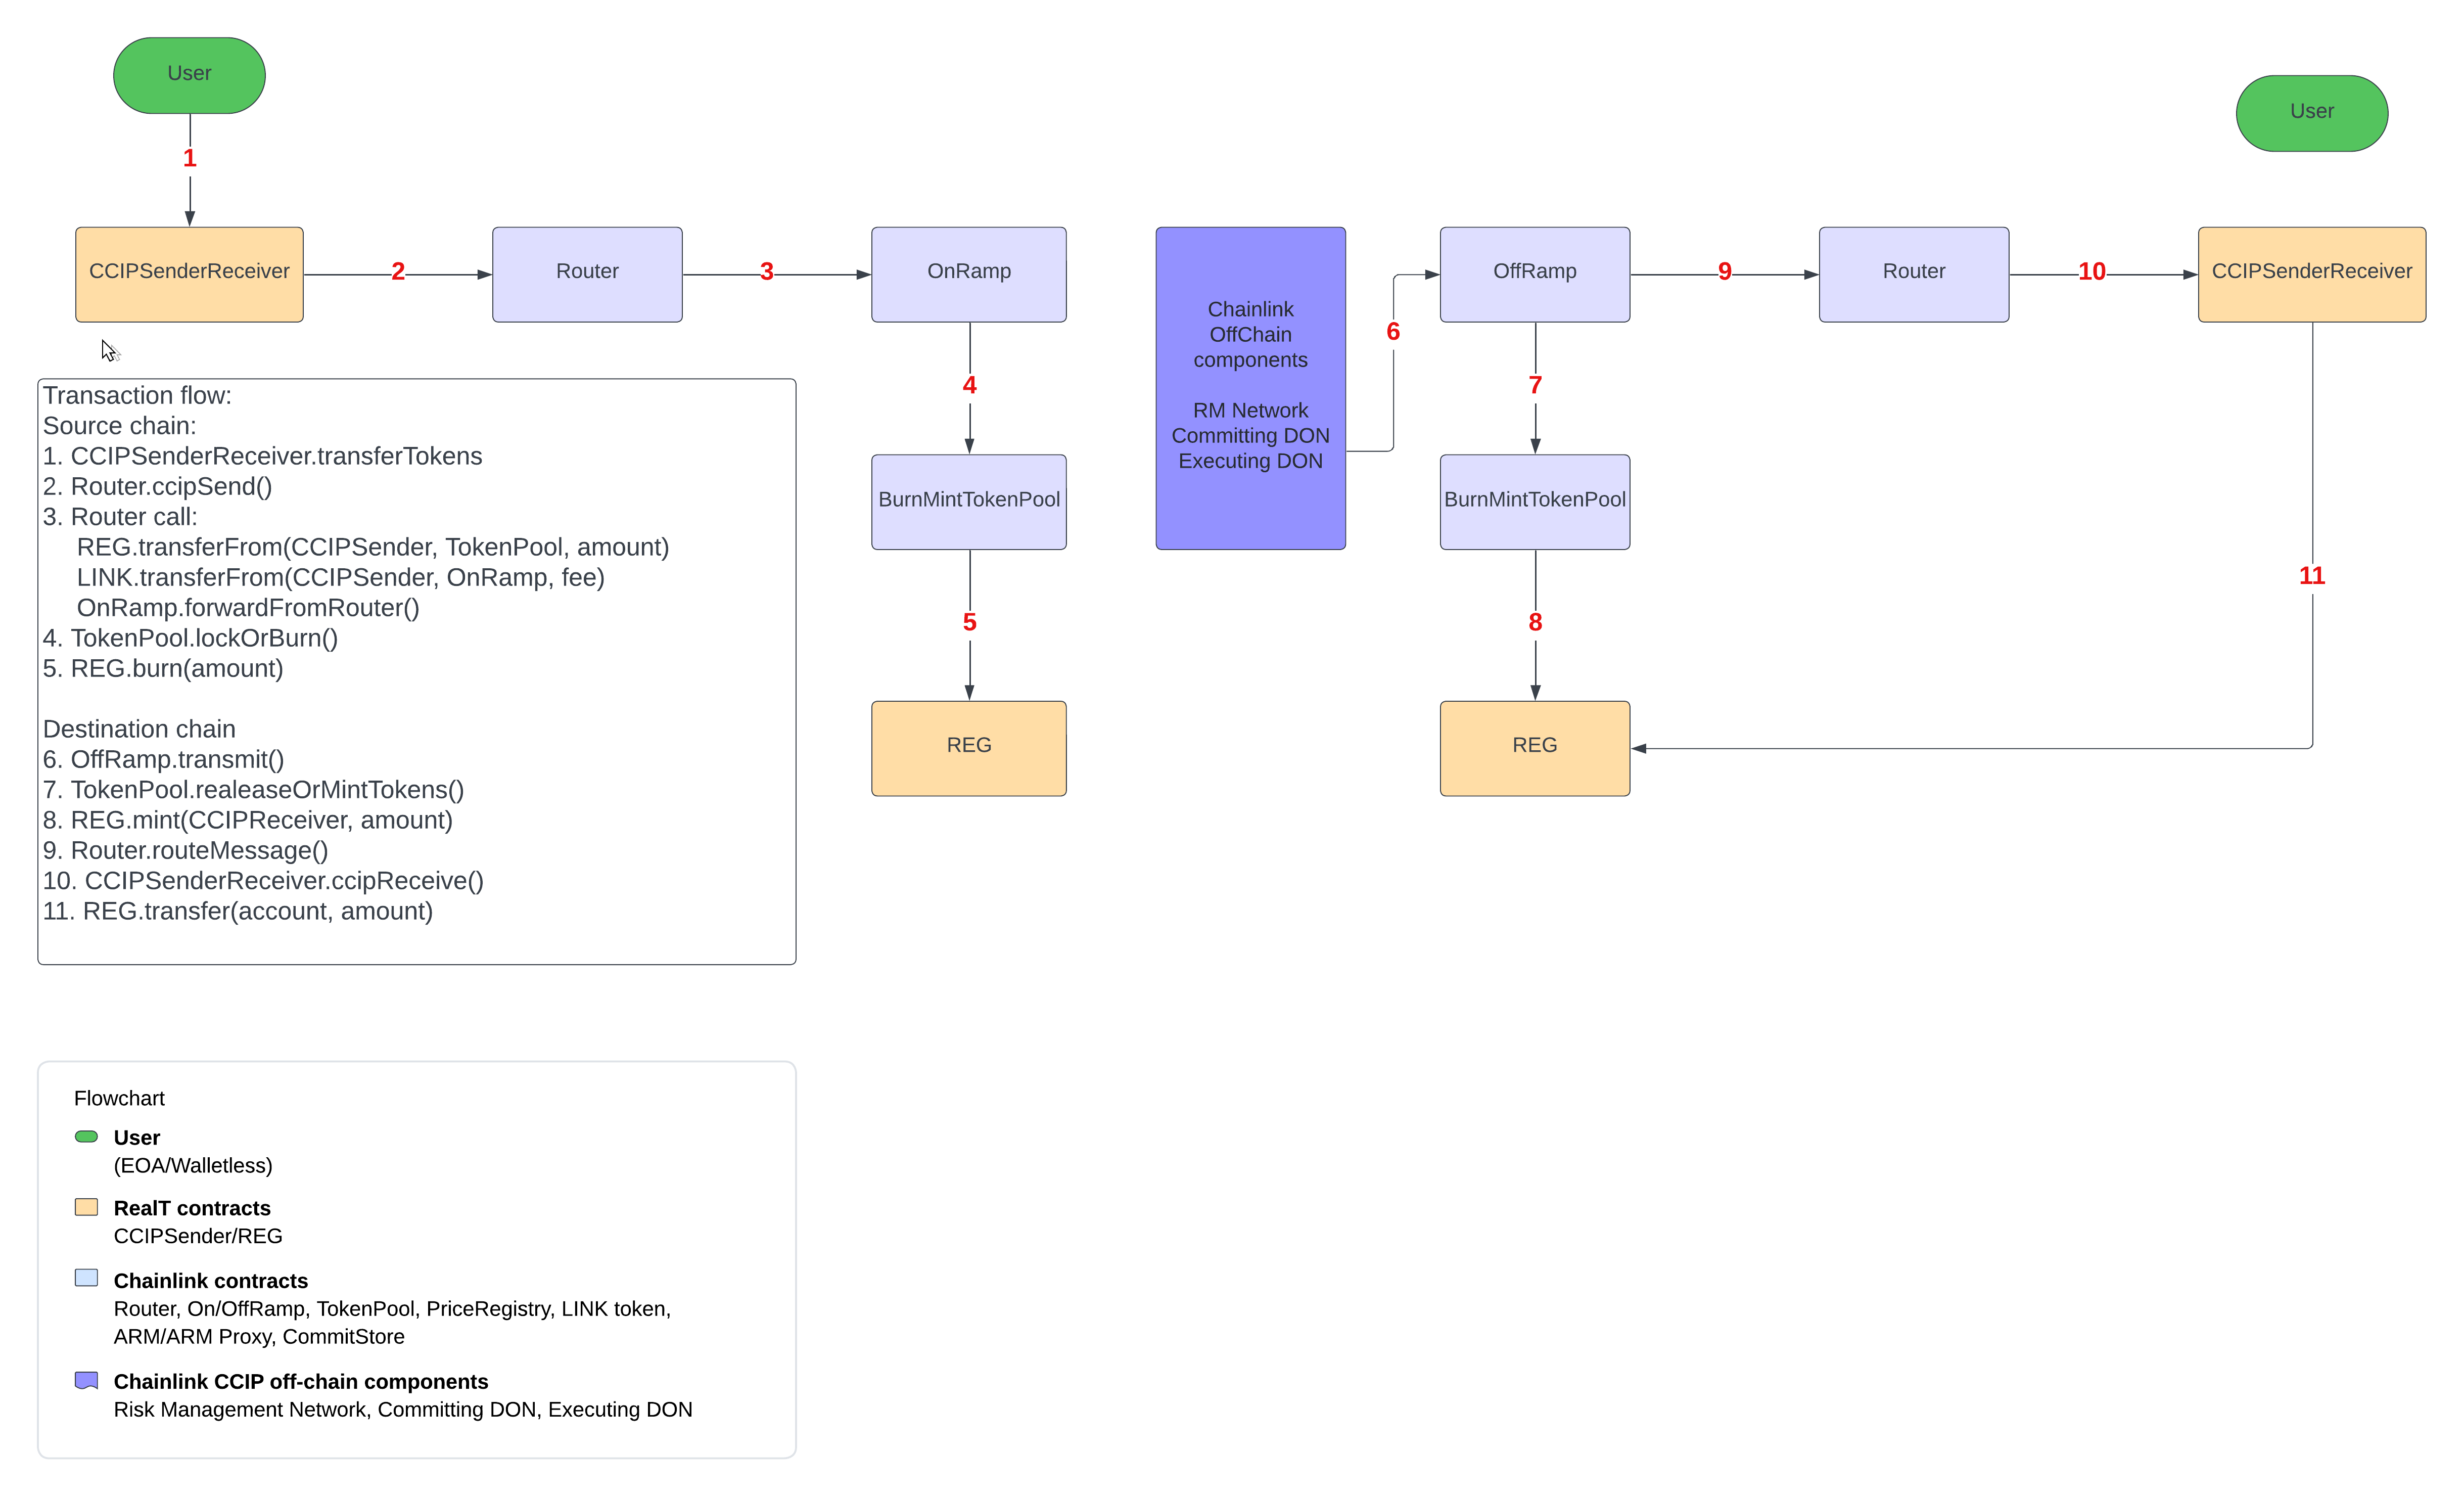 User
User
1
CCIPSenderReceiver
2
Router
3
OnRamp
4
BurnMintTokenPool
5
REG
Chainlink
OffChain
components
RM Network
Committing DON
Executing DON
6
OffRamp
7
BurnMintTokenPool
8
REG
9
Router
10
CCIPSenderReceiver
11
Transaction flow:
Source chain:
1. CCIPSenderReceiver.transferTokens
2. Router.ccipSend()
3. Router call:
REG.transferFrom(CCIPSender, TokenPool, amount)
LINK.transferFrom(CCIPSender, OnRamp, fee)
OnRamp.forwardFromRouter()
4. TokenPool.lockOrBurn()
5. REG.burn(amount)
Destination chain
6. OffRamp.transmit()
7. TokenPool.realeaseOrMintTokens()
8. REG.mint(CCIPReceiver, amount)
9. Router.routeMessage()
10. CCIPSenderReceiver.ccipReceive()
11. REG.transfer(account, amount)
Flowchart
User
(EOA/Walletless)
RealT contracts
CCIPSender/REG
Chainlink contracts
Router, On/OffRamp, TokenPool, PriceRegistry, LINK token,
ARM/ARM Proxy, CommitStore
Chainlink CCIP off-chain components
Risk Management Network, Committing DON, Executing DON